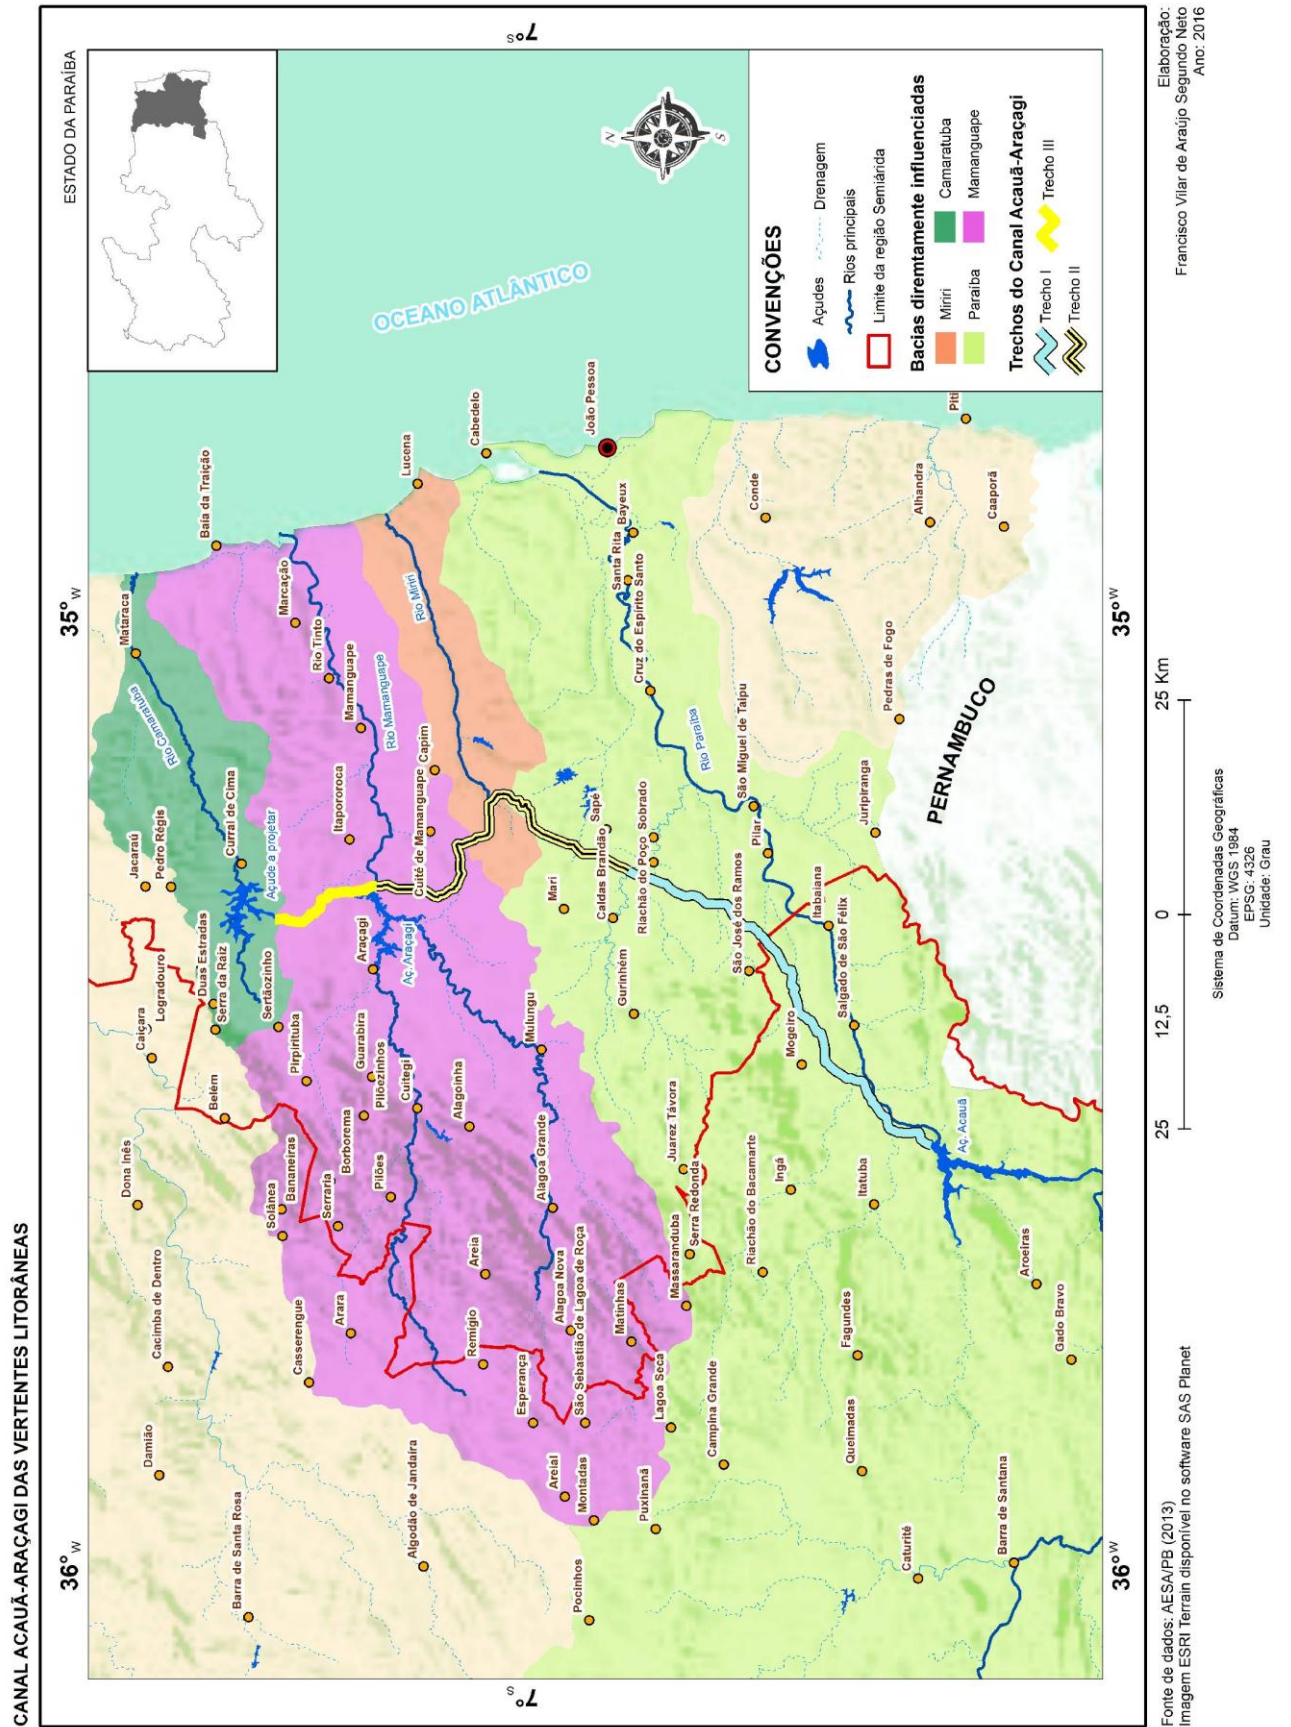 CANAL ACAUÃ-ARAÇAGI DAS VERTENTES LITORÂNEAS
36°W
35°W
ESTADO DA PARAÍBA
Damião
Cacimba de Dentro
Dona Inês
Caiçara
Logradouro
Jacaraú
Pedro Régis
Mataraca
Baía da Traição
Barra de Santa Rosa
Belém
Duas Estradas
Serra da Raiz
Curral de Cima
Rio Camaratuba
Solânea
Bananeiras
Sertãozinho
Açude a projetar
Marcação
Casserengue
Pirpirituba
Serraria
Borborema
Arara
Rio Tinto
Guarabira
Pilõezinhos
Pilões
Araçagi
Itapororoca
Mamanguape
Rio Mamanguape
Algodão de Jandaíra
Cuitegi
Aç. Araçagi
Cuité de Mamanguape
Capim
Rio Miriri
Lucena
OCEANO ATLÂNTICO
Remígio
Areia
Alagoinha
Cabedelo
7°S
7°S
Esperança
Alagoa Grande
Mulungu
Areial
Alagoa Nova
Mari
Montadas
São Sebastião de Lagoa de Roça
Pocinhos
Caldas Brandão
Sapé
João Pessoa
Matinhas
Gurinhém
Riachão do Poço
Sobrado
Santa Rita
Bayeux
Cruz do Espírito Santo
Puxinanã
Lagoa Seca
Massaranduba
Serra Redonda
Juarez Távora
Rio Paraíba
Campina Grande
Riachão do Bacamarte
São José dos Ramos
São Miguel de Taipu
Pilar
Conde
Ingá
Mogeiro
Itabaiana
Queimadas
Fagundes
Itatuba
Salgado de São Félix
Juripiranga
Pedras de Fogo
Caturité
Aç. Acauã
PERNAMBUCO
Alhandra
Piti
Barra de Santana
Aroeiras
Caaporã
Gado Bravo
N
S
CONVENÇÕES
Açudes
Drenagem
Rios principais
Limite da região Semiárida
Bacias diremtamente influenciadas
Miriri
Camaratuba
Paraíba
Mamanguape
Trechos do Canal Acauã-Araçagi
Trecho I
Trecho III
Trecho II
36°W
35°W
25
12,5
0
25 Km
Fonte de dados: AESA/PB (2013)
Imagem ESRI Terrain disponível no software SAS Planet
Sistema de Coordenadas Geográficas
Datum: WGS 1984
EPSG: 4326
Unidade: Grau
Elaboração:
Francisco Vilar de Araújo Segundo Neto
Ano: 2016